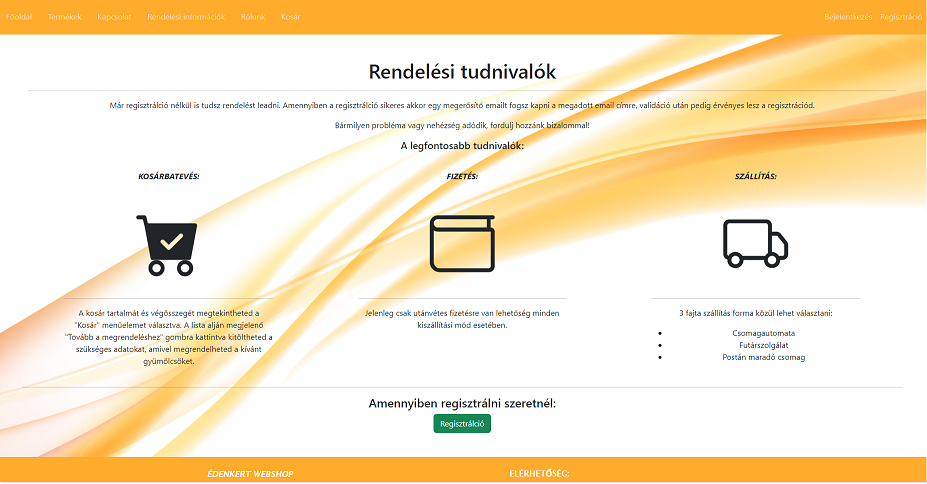 Főoldal Termékek Kapcsolat Rendelési információk Rólunk Kosár Bejelentkezés Regisztráció
Rendelési tudnivalók
Már regisztrálció nélkül is tudsz rendelést leadni. Amennyiben a regisztrálció sikeres akkor egy megerősítő emailt fogsz kapni a megadott email címre, validáció után pedig érvényes lesz a regisztrációd.
Bármilyen probléma vagy nehézség adódik, fordulj hozzánk bizalommal!
A legfontosabb tudnivalók:
KOSÁRBATEVÉS:
A kosár tartalmát és végösszegét megtekintheted a
"Kosár" menüelemet választva. A lista alján megjelenő
"Tovább a megrendeléshez" gombra kattintva kitöltheted a
szükséges adatokat, amivel megrendelheted a kívánt
gyümölcsöket.
FIZETÉS:
Jelenleg csak utánvétes fizetésre van lehetőség minden
kiszállítási mód esetében.
SZÁLLÍTÁS:
3 fajta szállítás forma közül lehet választani:
• Csomagautomata
• Futárszolgálat
• Postán maradó csomag
Amennyiben regisztrálni szeretnél:
Regisztrálció
ÉDENKERT WEBSHOP
ELÉRHETŐSÉG: